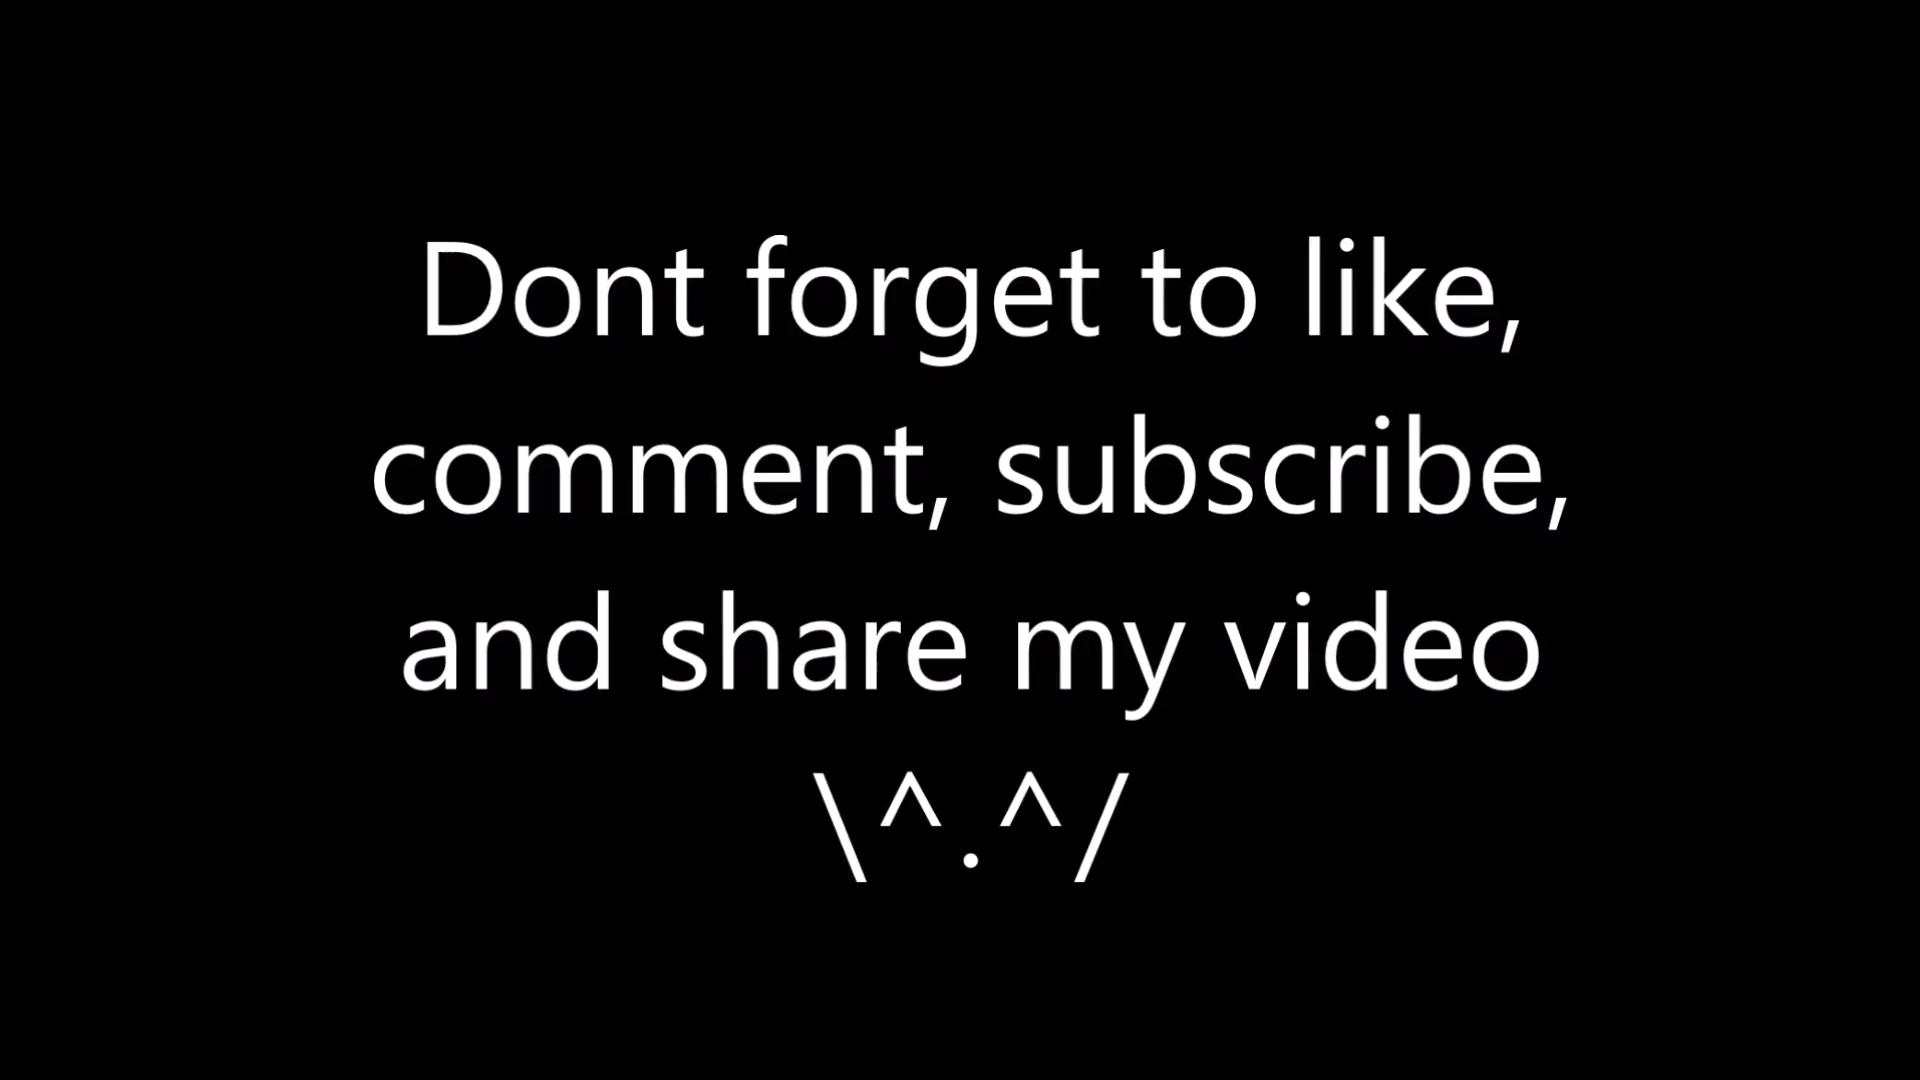 Dont forget to like,
comment, subscribe,
and share my video
\^.^/